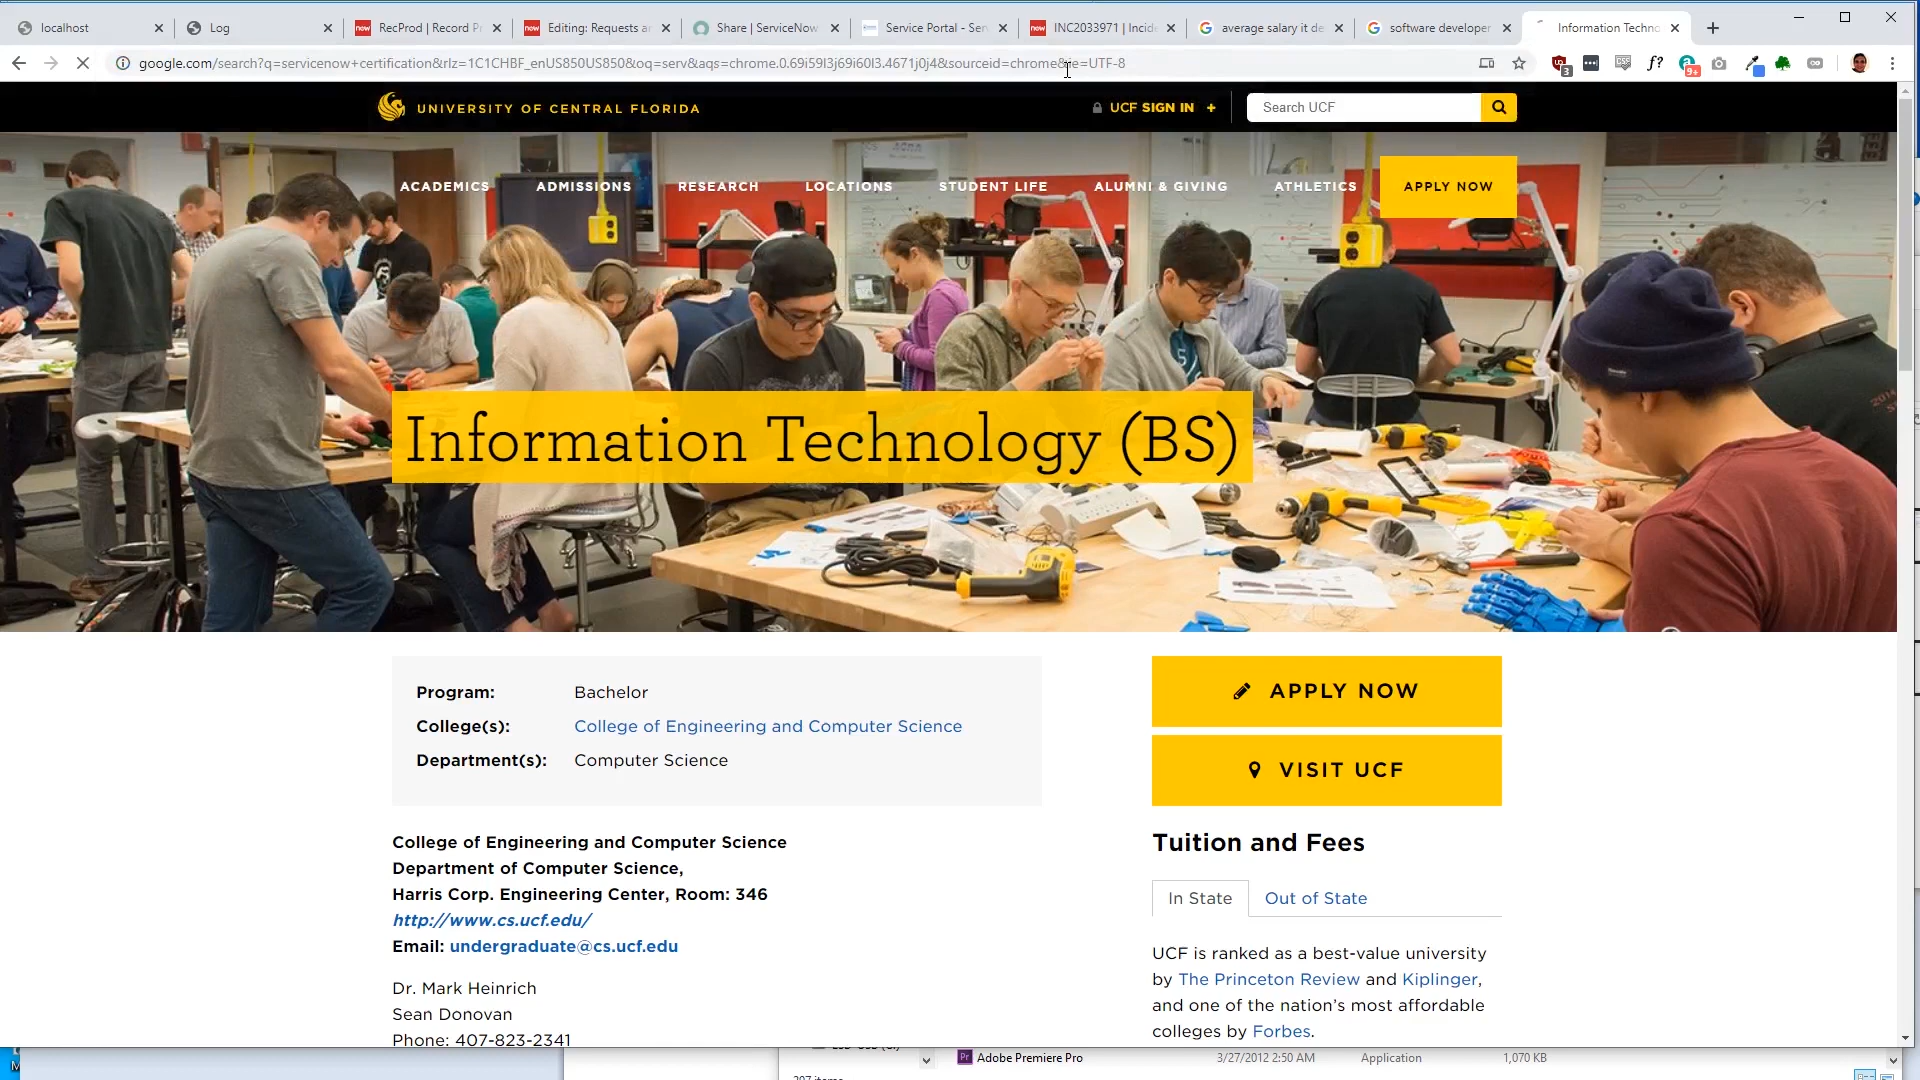 localhost
Log
RecProd | Record Pr
Editing: Requests ar
Share | ServiceNow
Service Portal - Ser
INC2033971 | Incide
average salary it de
software developer
Information Techno
google.com/search?q=servicenow+certification&rlz=1C1CHBF_enUS850US850&oq=serv&aqs=chrome.0.69i59l3j69i60l3.4671j0j4&sourceid=chrome&ie=UTF-8
UNIVERSITY OF CENTRAL FLORIDA
UCF SIGN IN +
Search UCF
ACADEMICS
ADMISSIONS
RESEARCH
LOCATIONS
STUDENT LIFE
ALUMNI & GIVING
ATHLETICS
APPLY NOW
Information Technology (BS)
Program: Bachelor
College(s): College of Engineering and Computer Science
Department(s): Computer Science
College of Engineering and Computer Science
Department of Computer Science,
Harris Corp. Engineering Center, Room: 346
http://www.cs.ucf.edu/
Email: undergraduate@cs.ucf.edu
Dr. Mark Heinrich
Sean Donovan
Phone: 407-823-2341
APPLY NOW
VISIT UCF
Tuition and Fees
In State
Out of State
UCF is ranked as a best-value university
by The Princeton Review and Kiplinger,
and one of the nation's most affordable
colleges by Forbes.
Adobe Premiere Pro
3/27/2012 2:50 AM
Application
1,070 KB